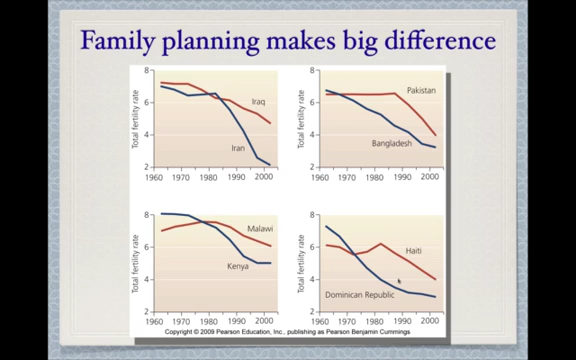 Family planning makes big difference
8
6
4
2
Total fertility rate
Iraq
Iran
1960 1970 1980 1990 2000
8
6
4
2
Total fertility rate
Pakistan
Bangladesh
1960 1970 1980 1990 2000
8
6
4
2
Total fertility rate
Malawi
Kenya
1960 1970 1980 1990 2000
8
6
4
2
Total fertility rate
Haiti
Dominican Republic
1960 1970 1980 1990 2000
Copyright © 2009 Pearson Education, Inc., publishing as Pearson Benjamin Cummings